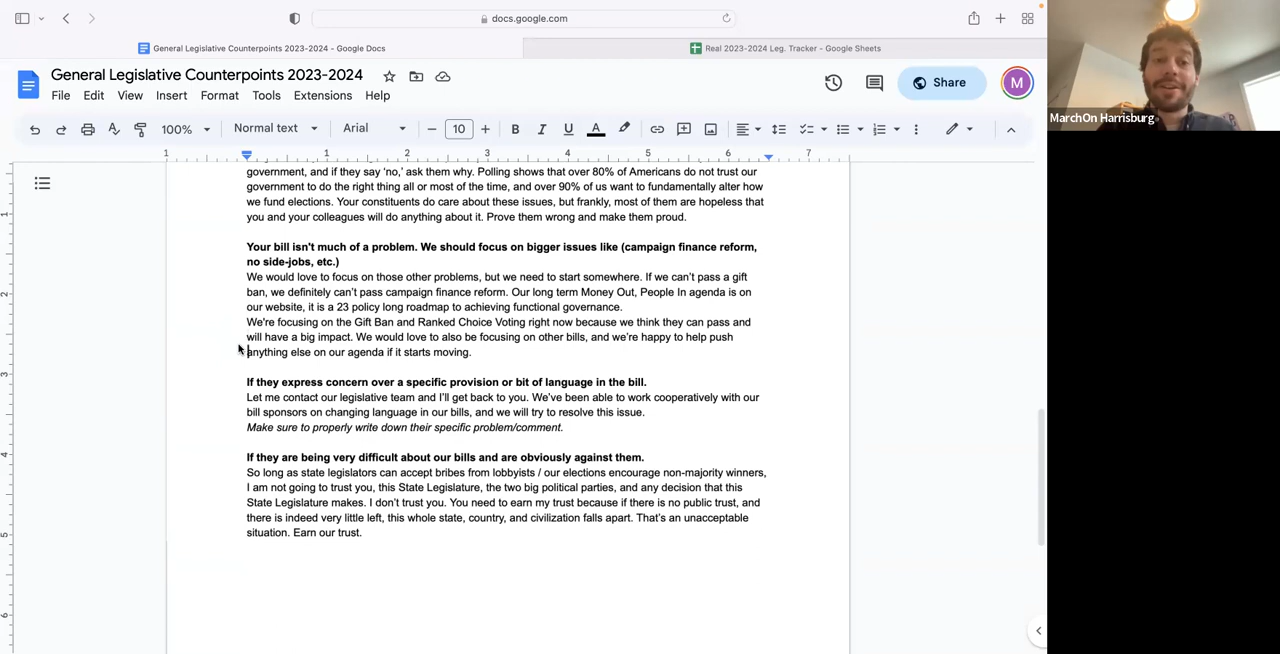 docs.google.com
General Legislative Counterpoints 2023-2024 - Google Docs
Real 2023-2024 Leg. Tracker - Google Sheets
General Legislative Counterpoints 2023-2024
File Edit View Insert Format Tools Extensions Help
Share
M
MarchOn Harrisburg
100% Normal text Arial 10 B I U A
1 1 2 3 4 5 6 7
government, and if they say ‘no,’ ask them why. Polling shows that over 80% of Americans do not trust our
government to do the right thing all or most of the time, and over 90% of us want to fundamentally alter how
we fund elections. Your constituents do care about these issues, but frankly, most of them are hopeless that
you and your colleagues will do anything about it. Prove them wrong and make them proud.
Your bill isn't much of a problem. We should focus on bigger issues like (campaign finance reform,
no side-jobs, etc.)
We would love to focus on those other problems, but we need to start somewhere. If we can’t pass a gift
ban, we definitely can’t pass campaign finance reform. Our long term Money Out, People In agenda is on
our website, it is a 23 policy long roadmap to achieving functional governance.
We're focusing on the Gift Ban and Ranked Choice Voting right now because we think they can pass and
will have a big impact. We would love to also be focusing on other bills, and we’re happy to help push
anything else on our agenda if it starts moving.
If they express concern over a specific provision or bit of language in the bill.
Let me contact our legislative team and I’ll get back to you. We’ve been able to work cooperatively with our
bill sponsors on changing language in our bills, and we will try to resolve this issue.
Make sure to properly write down their specific problem/comment.
If they are being very difficult about our bills and are obviously against them.
So long as state legislators can accept bribes from lobbyists / our elections encourage non-majority winners,
I am not going to trust you, this State Legislature, the two big political parties, and any decision that this
State Legislature makes. I don’t trust you. You need to earn my trust because if there is no public trust, and
there is indeed very little left, this whole state, country, and civilization falls apart. That’s an unacceptable
situation. Earn our trust.
1
2
3
4
5
6